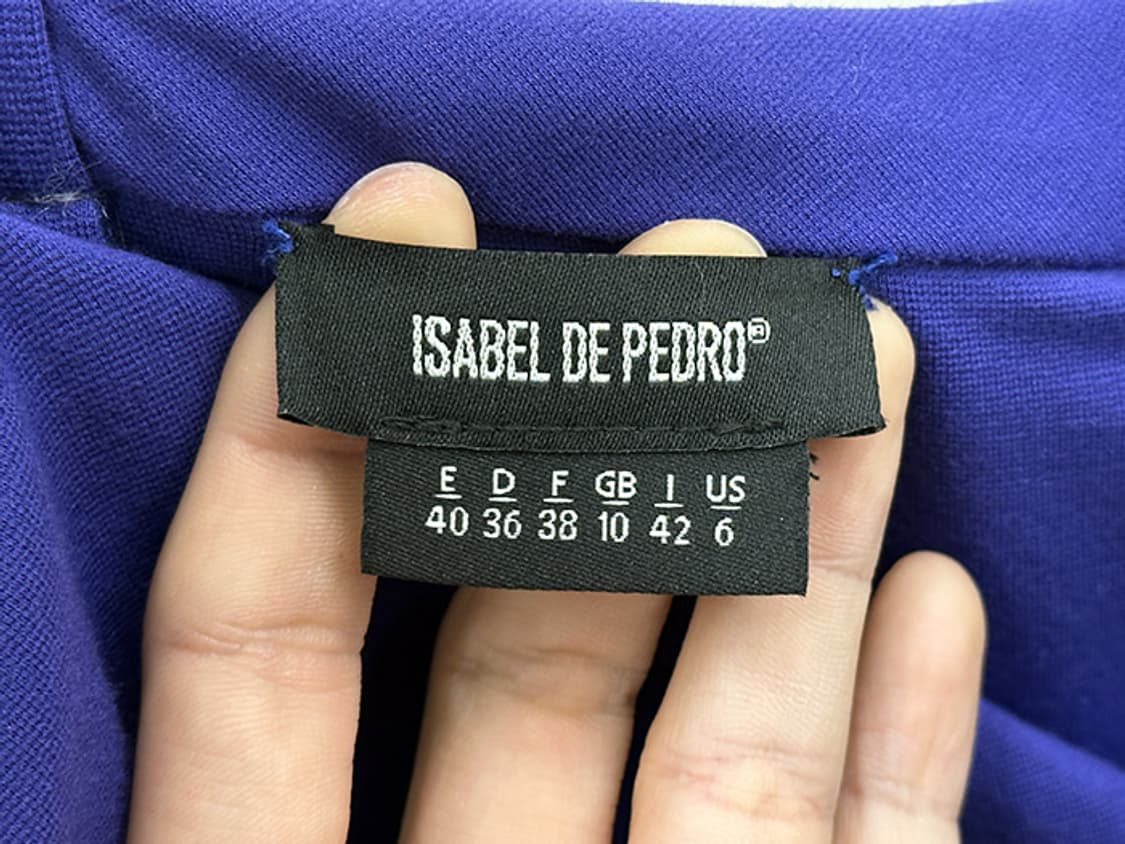 ISABEL DE PEDRO®
E D F GB I US
40 36 38 10 42 6